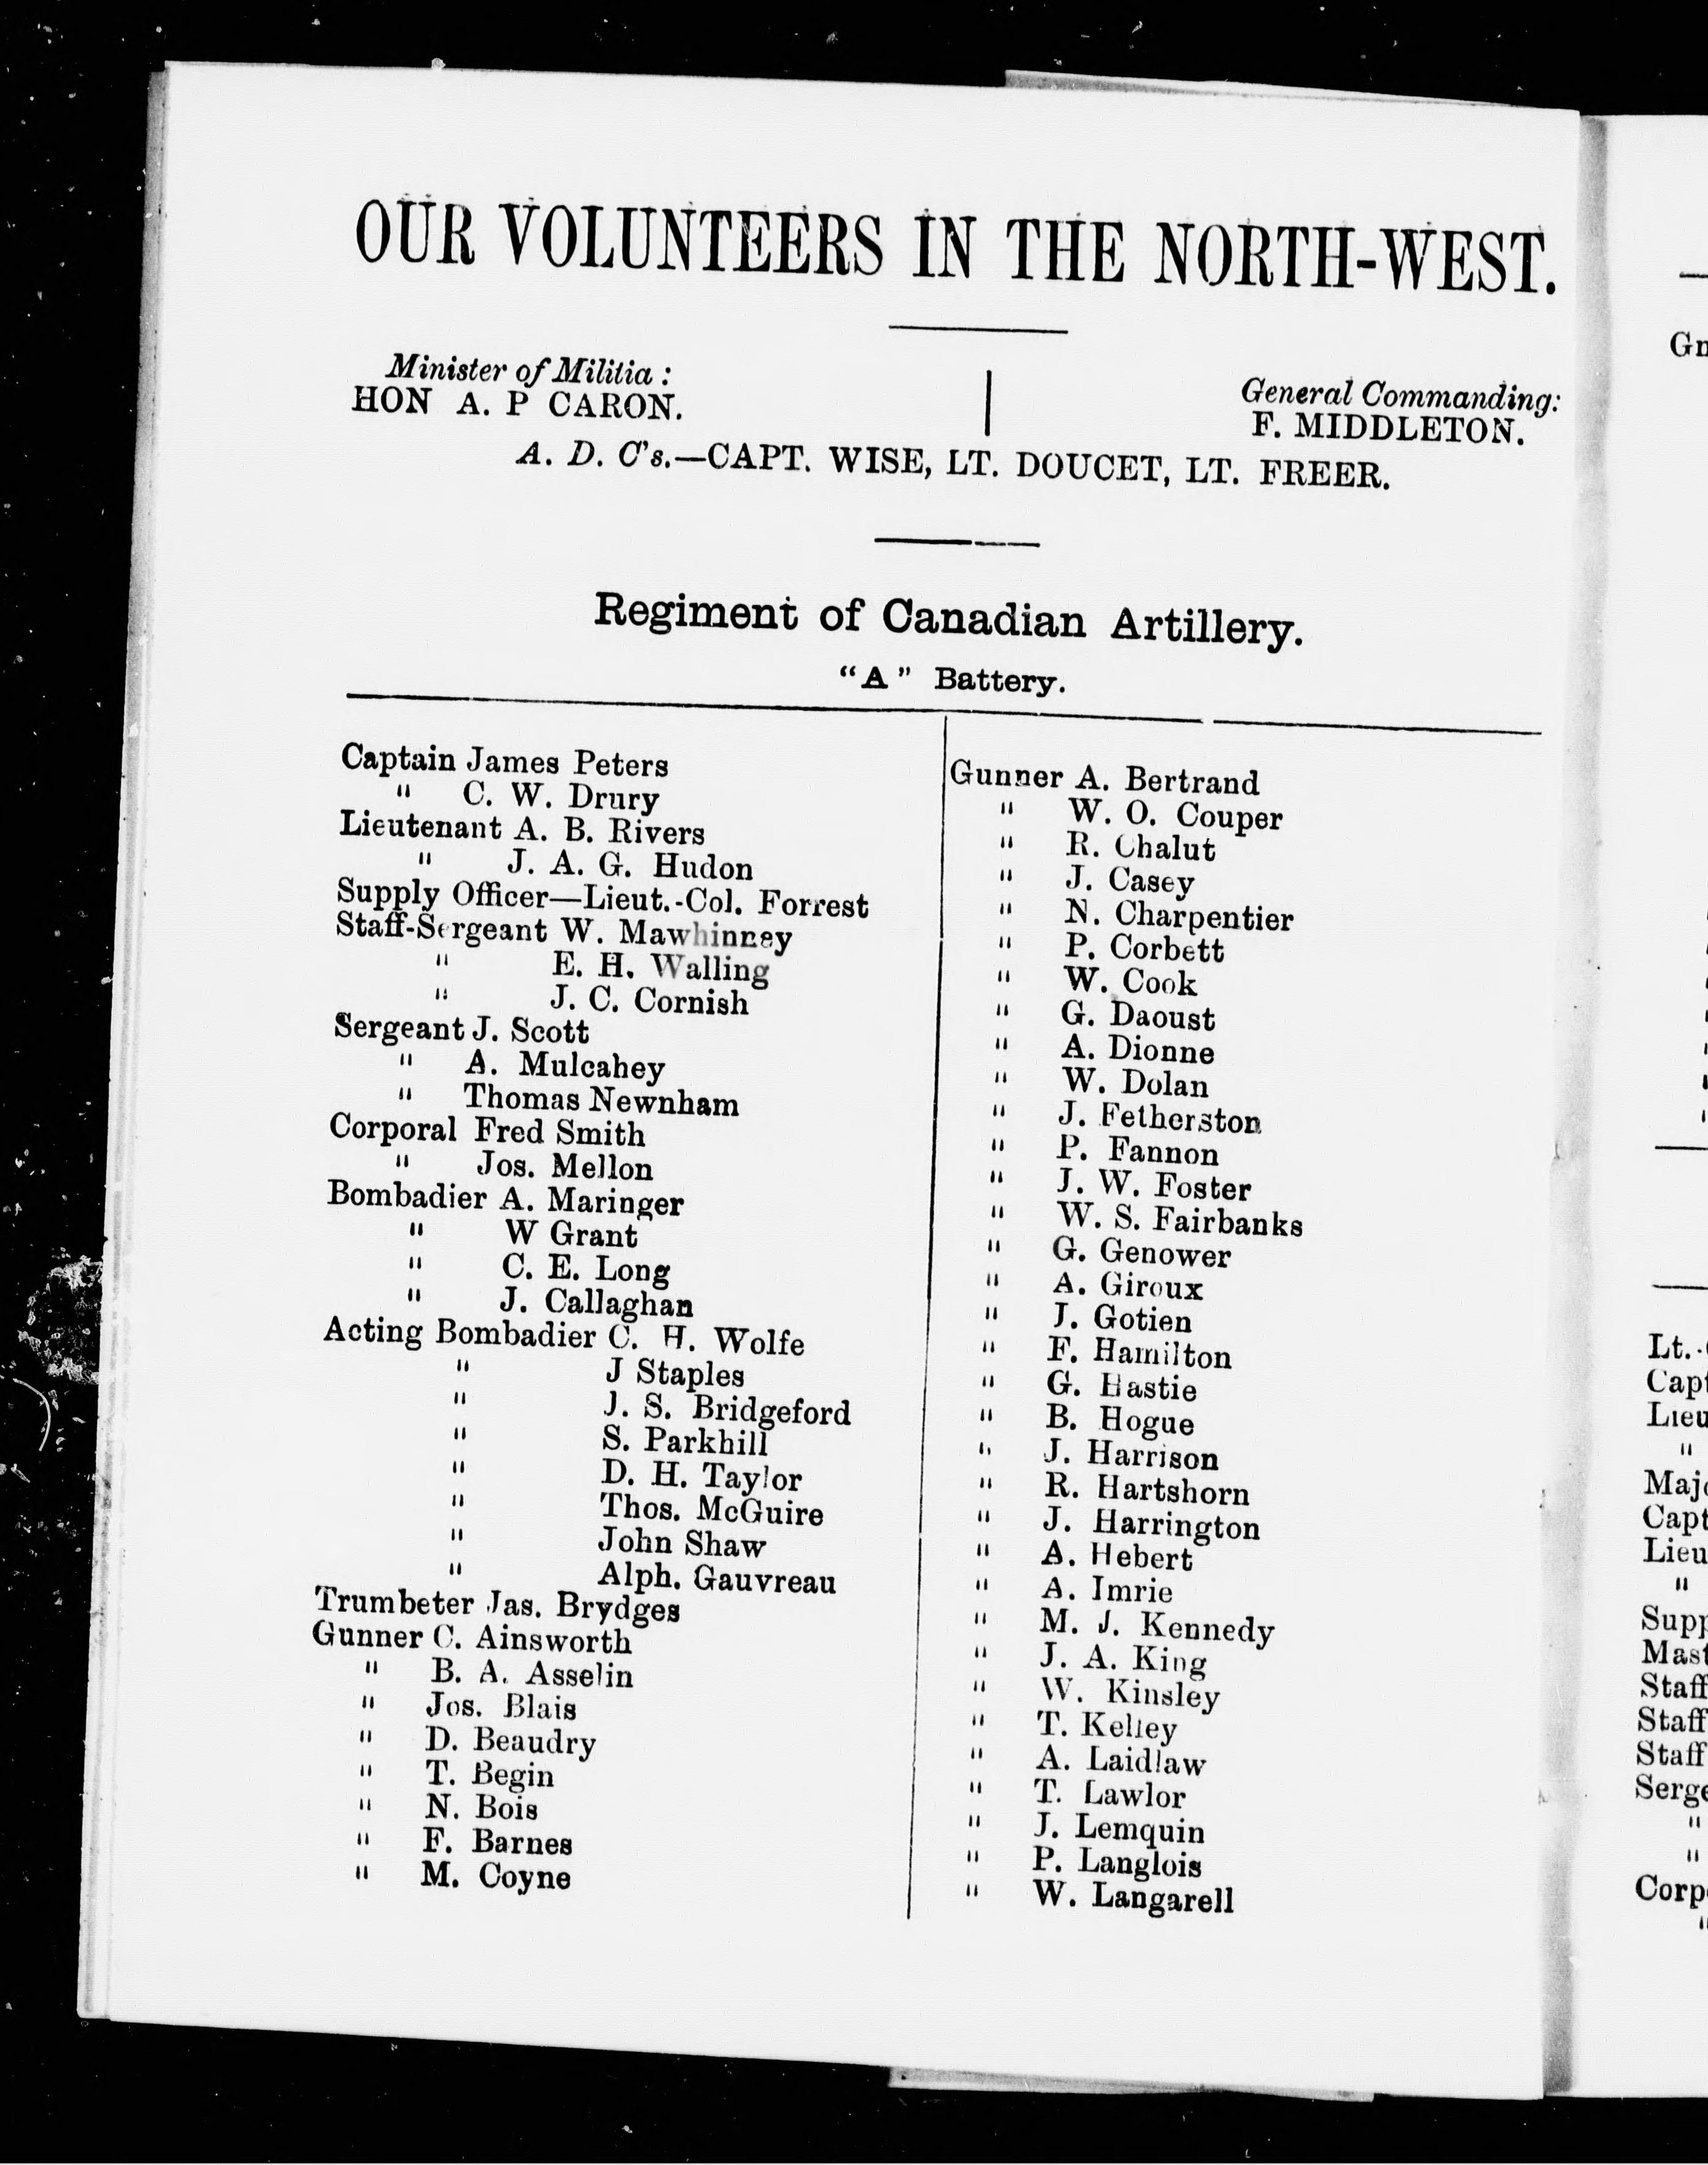 OUR VOLUNTEERS IN THE NORTH-WEST.
Minister of Militia:
HON A. P CARON.
General Commanding:
F. MIDDLETON.
A. D. C's.—CAPT. WISE, LT. DOUCET, LT. FREER.
Regiment of Canadian Artillery.
"A" Battery.
Captain James Peters
" C. W. Drury
Lieutenant A. B. Rivers
" J. A. G. Hudon
Supply Officer—Lieut.-Col. Forrest
Staff-Sergeant W. Mawhinney
" E. H. Walling
" J. C. Cornish
Sergeant J. Scott
" A. Mulcahey
" Thomas Newnham
Corporal Fred Smith
" Jos. Mellon
Bombadier A. Maringer
" W Grant
" C. E. Long
" J. Callaghan
Acting Bombadier C. H. Wolfe
" J Staples
" J. S. Bridgeford
" S. Parkhill
" D. H. Taylor
" Thos. McGuire
" John Shaw
" Alph. Gauvreau
Trumbeter Jas. Brydges
Gunner C. Ainsworth
" B. A. Asselin
" Jos. Blais
" D. Beaudry
" T. Begin
" N. Bois
" F. Barnes
" M. Coyne
Gunner A. Bertrand
" W. O. Couper
" R. Chalut
" J. Casey
" N. Charpentier
" P. Corbett
" W. Cook
" G. Daoust
" A. Dionne
" W. Dolan
" J. Fetherston
" P. Fannon
" J. W. Foster
" W. S. Fairbanks
" G. Genower
" A. Giroux
" J. Gotien
" F. Hamilton
" G. Hastie
" B. Hogue
" J. Harrison
" R. Hartshorn
" J. Harrington
" A. Hebert
" A. Imrie
" M. J. Kennedy
" J. A. King
" W. Kinsley
" T. Kelley
" A. Laidlaw
" T. Lawlor
" J. Lemquin
" P. Langlois
" W. Langarell
Lt.-
"
"
Staff
Staff
Staff
"
"